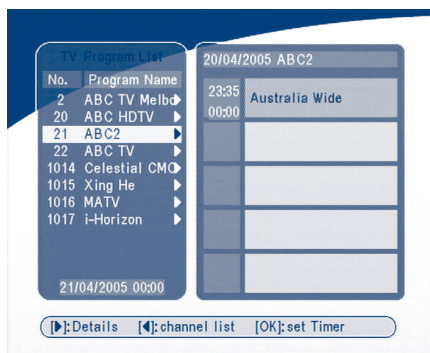 TV Program List
No. Program Name
2 ABC TV Melbo
20 ABC HDTV
21 ABC2
22 ABC TV
1014 Celestial CMC
1015 Xing He
1016 MATV
1017 i-Horizon
21/04/2005 00:00
20/04/2005 ABC2
23:35
00:00
Australia Wide
[▶]:Details [◀]:channel list [OK]:set Timer